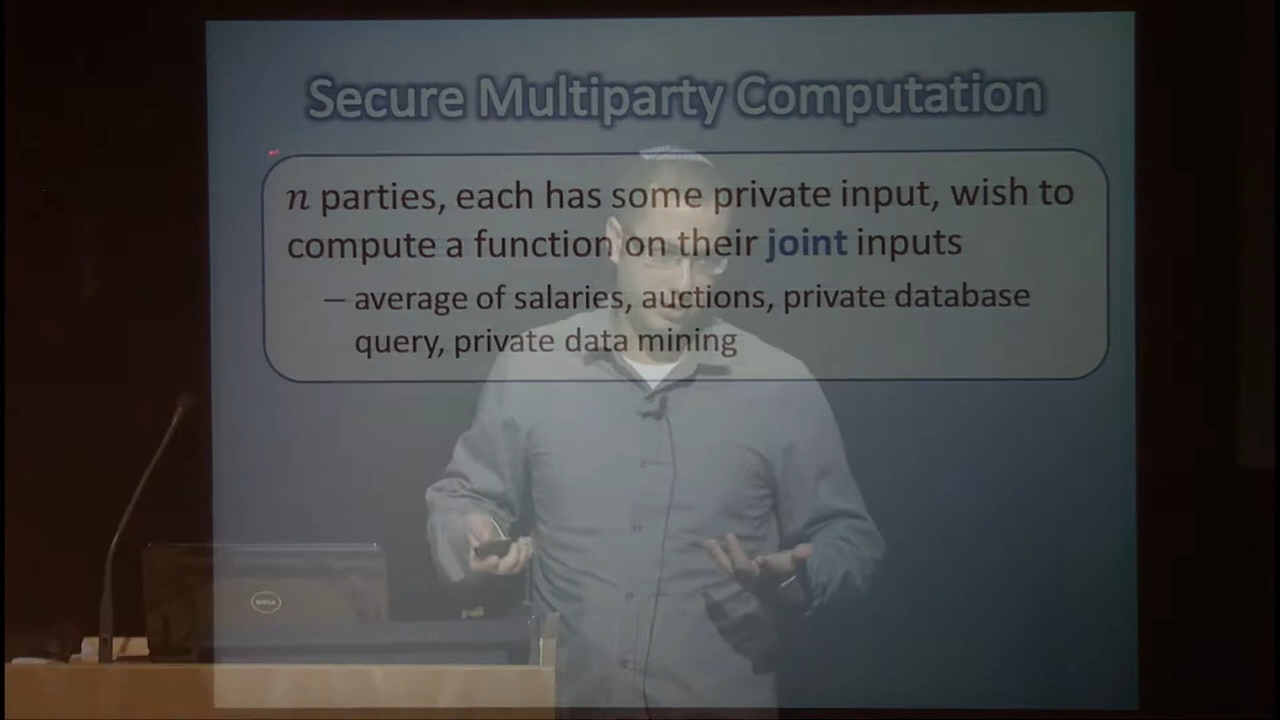 Secure Multiparty Computation
n parties, each has some private input, wish to
compute a function on their joint inputs
– average of salaries, auctions, private database
query, private data mining
DELL